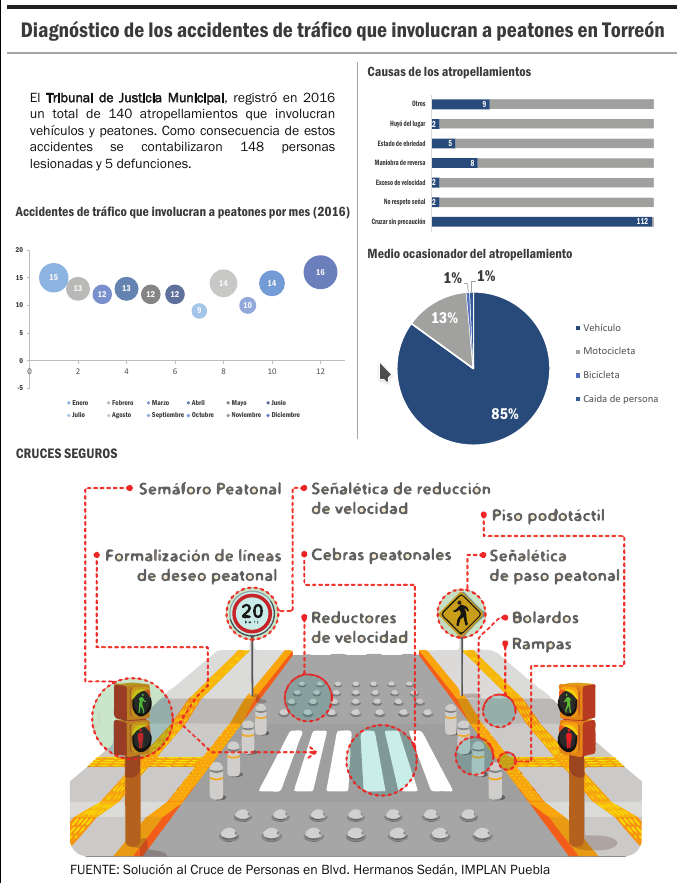 Diagnóstico de los accidentes de tráfico que involucran a peatones en Torreón
El Tribunal de Justicia Municipal, registró en 2016
un total de 140 atropellamientos que involucran
vehículos y peatones. Como consecuencia de estos
accidentes se contabilizaron 148 personas
lesionadas y 5 defunciones.
Accidentes de tráfico que involucran a peatones por mes (2016)
20
15
10
5
0
-5
15
13
12
13
12
12
9
14
10
14
16
0
2
4
6
8
10
12
Enero
Febrero
Marzo
Abril
Mayo
Junio
Julio
Agosto
Septiembre
Octubre
Noviembre
Diciembre
Causas de los atropellamientos
Otros
9
Huyó del lugar
2
Estado de ebriedad
5
Maniobra de reversa
8
Exceso de velocidad
2
No respeto señal
2
Cruzar sin precaución
112
Medio ocasionador del atropellamiento
1%
1%
13%
85%
Vehículo
Motocicleta
Bicicleta
Caida de persona
CRUCES SEGUROS
Semáforo Peatonal
Señalética de reducción
de velocidad
Piso podotáctil
Formalización de líneas
de deseo peatonal
Cebras peatonales
Señalética
de paso peatonal
20
Reductores
de velocidad
Bolardos
Rampas
FUENTE: Solución al Cruce de Personas en Blvd. Hermanos Sedán, IMPLAN Puebla